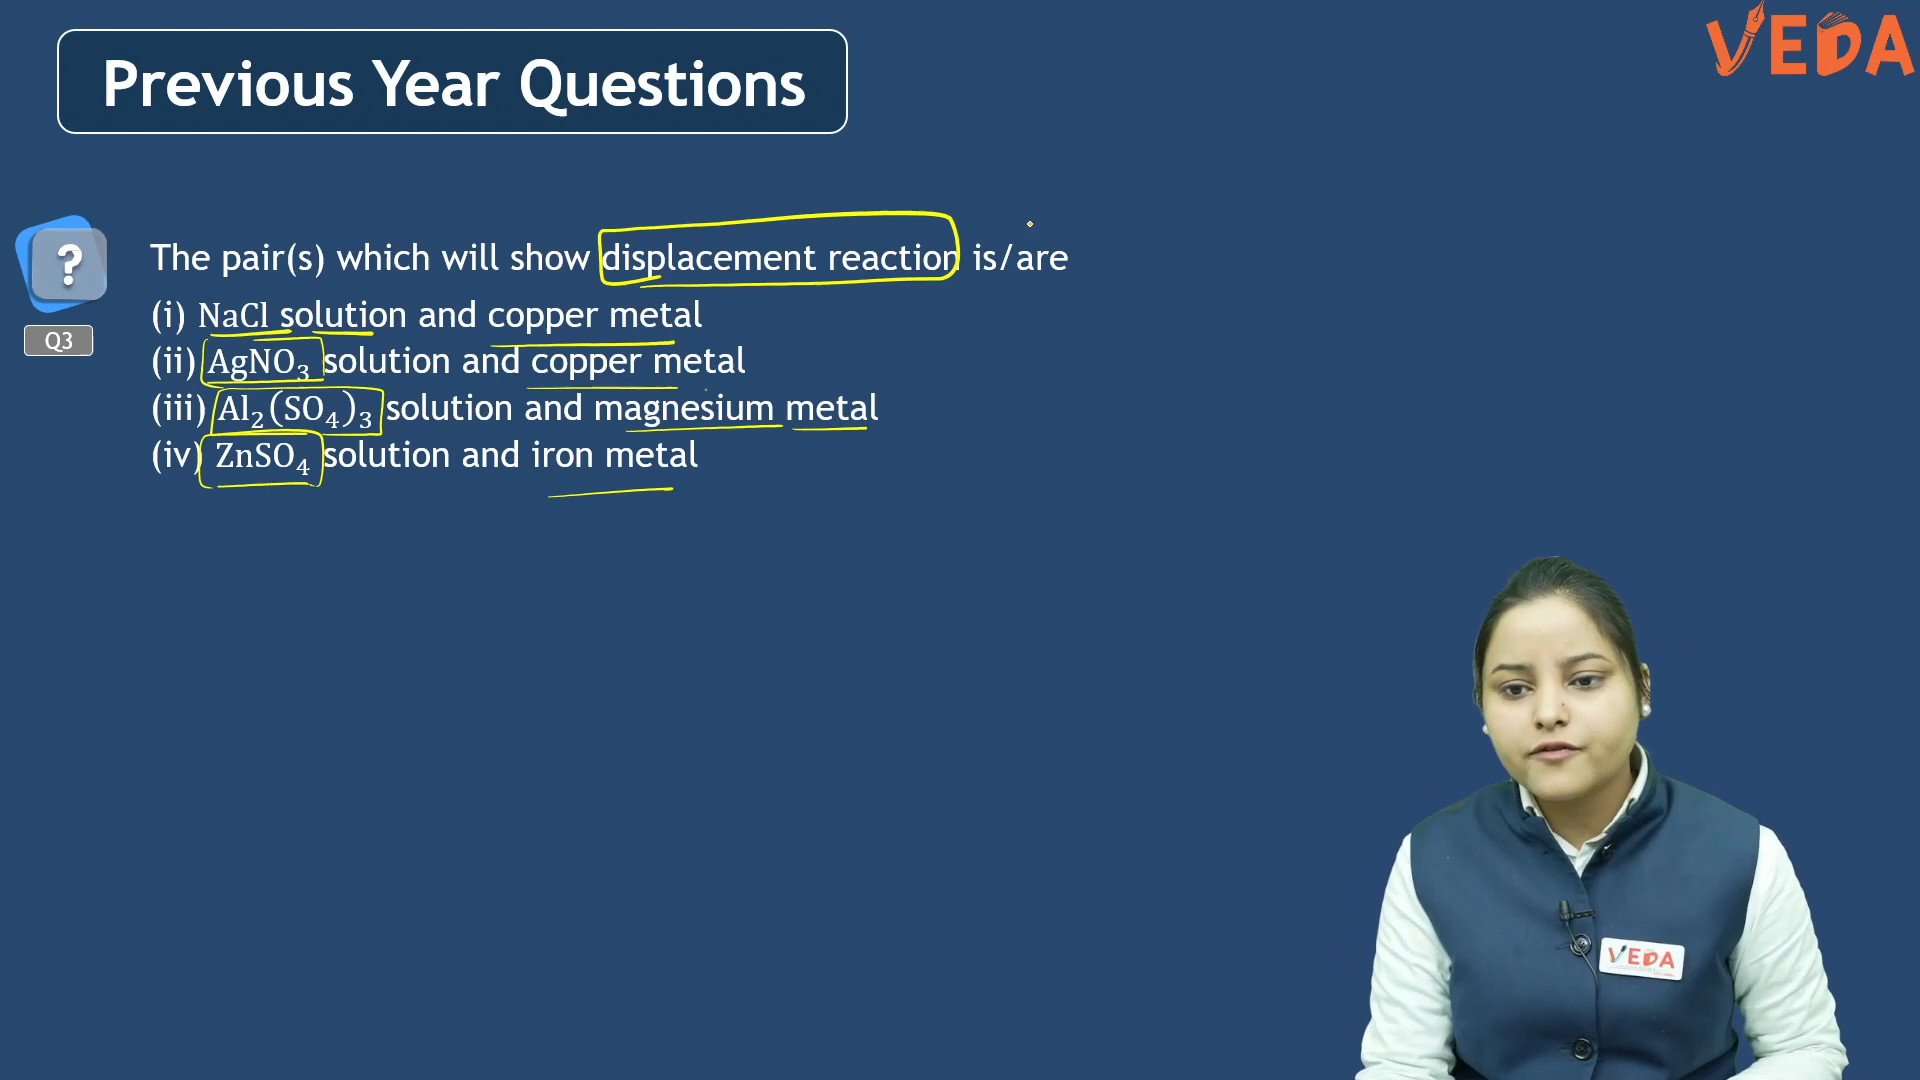 VEDA
Previous Year Questions
?
Q3
The pair(s) which will show displacement reaction is/are
(i) NaCl solution and copper metal
(ii) AgNO₃ solution and copper metal
(iii) Al₂(SO₄)₃ solution and magnesium metal
(iv) ZnSO₄ solution and iron metal
VEDA